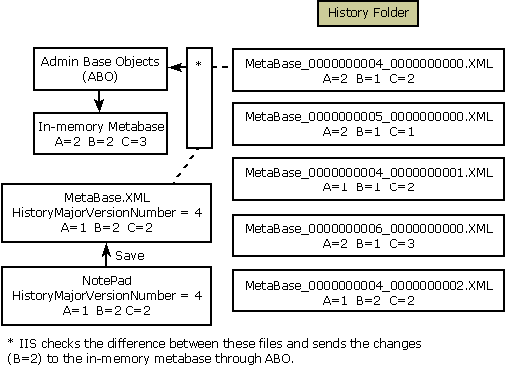 History Folder
Admin Base Objects
(ABO)
*
MetaBase_0000000004_0000000000.XML
A=2 B=1 C=2
In-memory Metabase
A=2 B=2 C=3
MetaBase_0000000005_0000000000.XML
A=2 B=1 C=1
MetaBase_0000000004_0000000001.XML
A=1 B=1 C=2
MetaBase.XML
HistoryMajorVersionNumber = 4
A=1 B=2 C=2
MetaBase_0000000006_0000000000.XML
A=2 B=1 C=3
Save
NotePad
HistoryMajorVersionNumber = 4
A=1 B=2 C=2
MetaBase_0000000004_0000000002.XML
A=1 B=2 C=2
* IIS checks the difference between these files and sends the changes
(B=2) to the in-memory metabase through ABO.